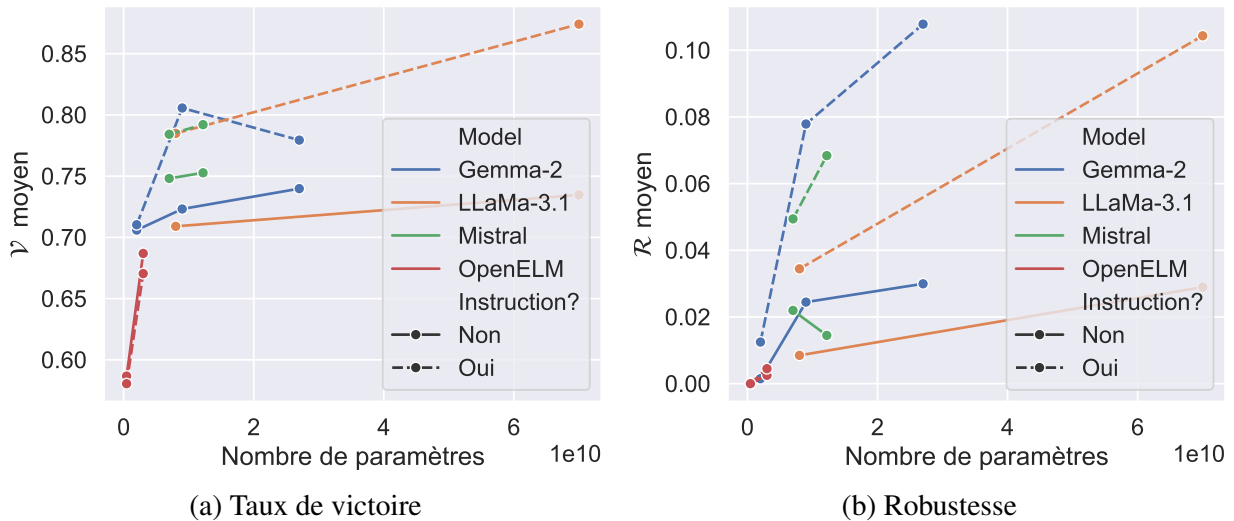 0.85
0.80
0.75
0.70
0.65
0.60
𝒱 moyen
0 2 4 6
1e10
Nombre de paramètres
Model
Gemma-2
LLaMa-3.1
Mistral
OpenELM
Instruction?
Non
Oui
(a) Taux de victoire
0.10
0.08
0.06
0.04
0.02
0.00
ℛ moyen
0 2 4 6
1e10
Nombre de paramètres
Model
Gemma-2
LLaMa-3.1
Mistral
OpenELM
Instruction?
Non
Oui
(b) Robustesse